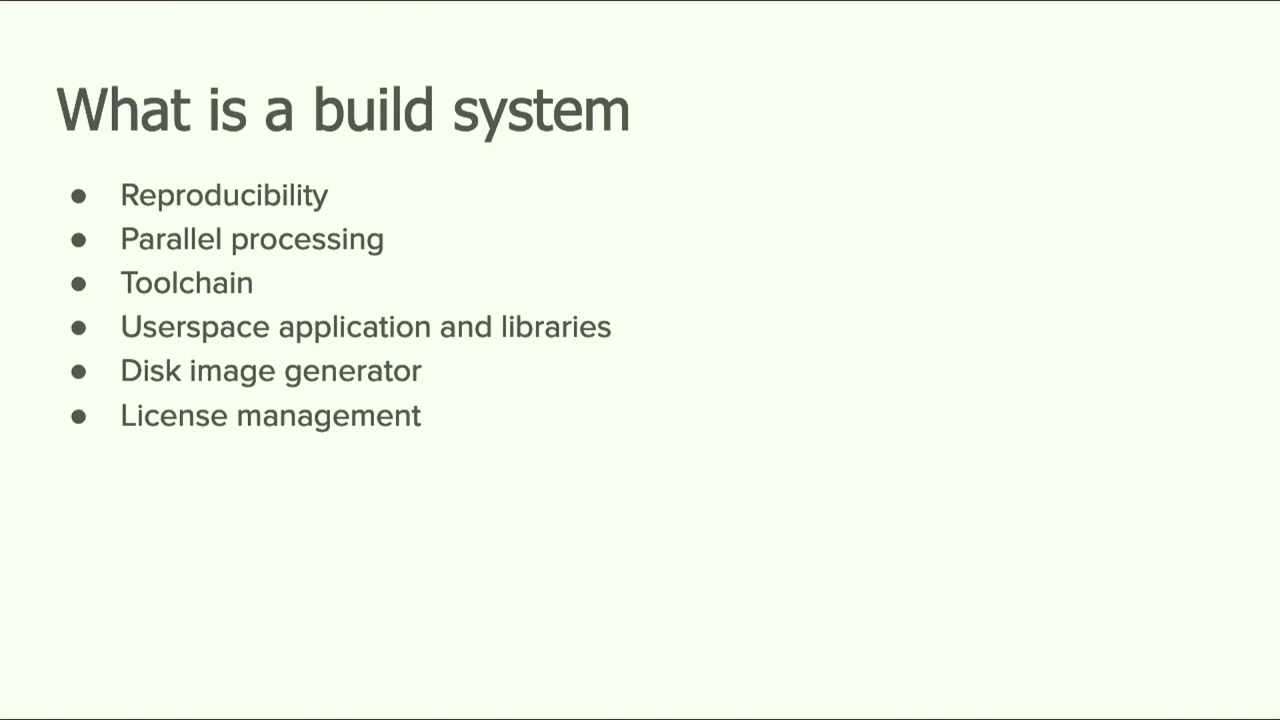 What is a build system
● Reproducibility
● Parallel processing
● Toolchain
● Userspace application and libraries
● Disk image generator
● License management